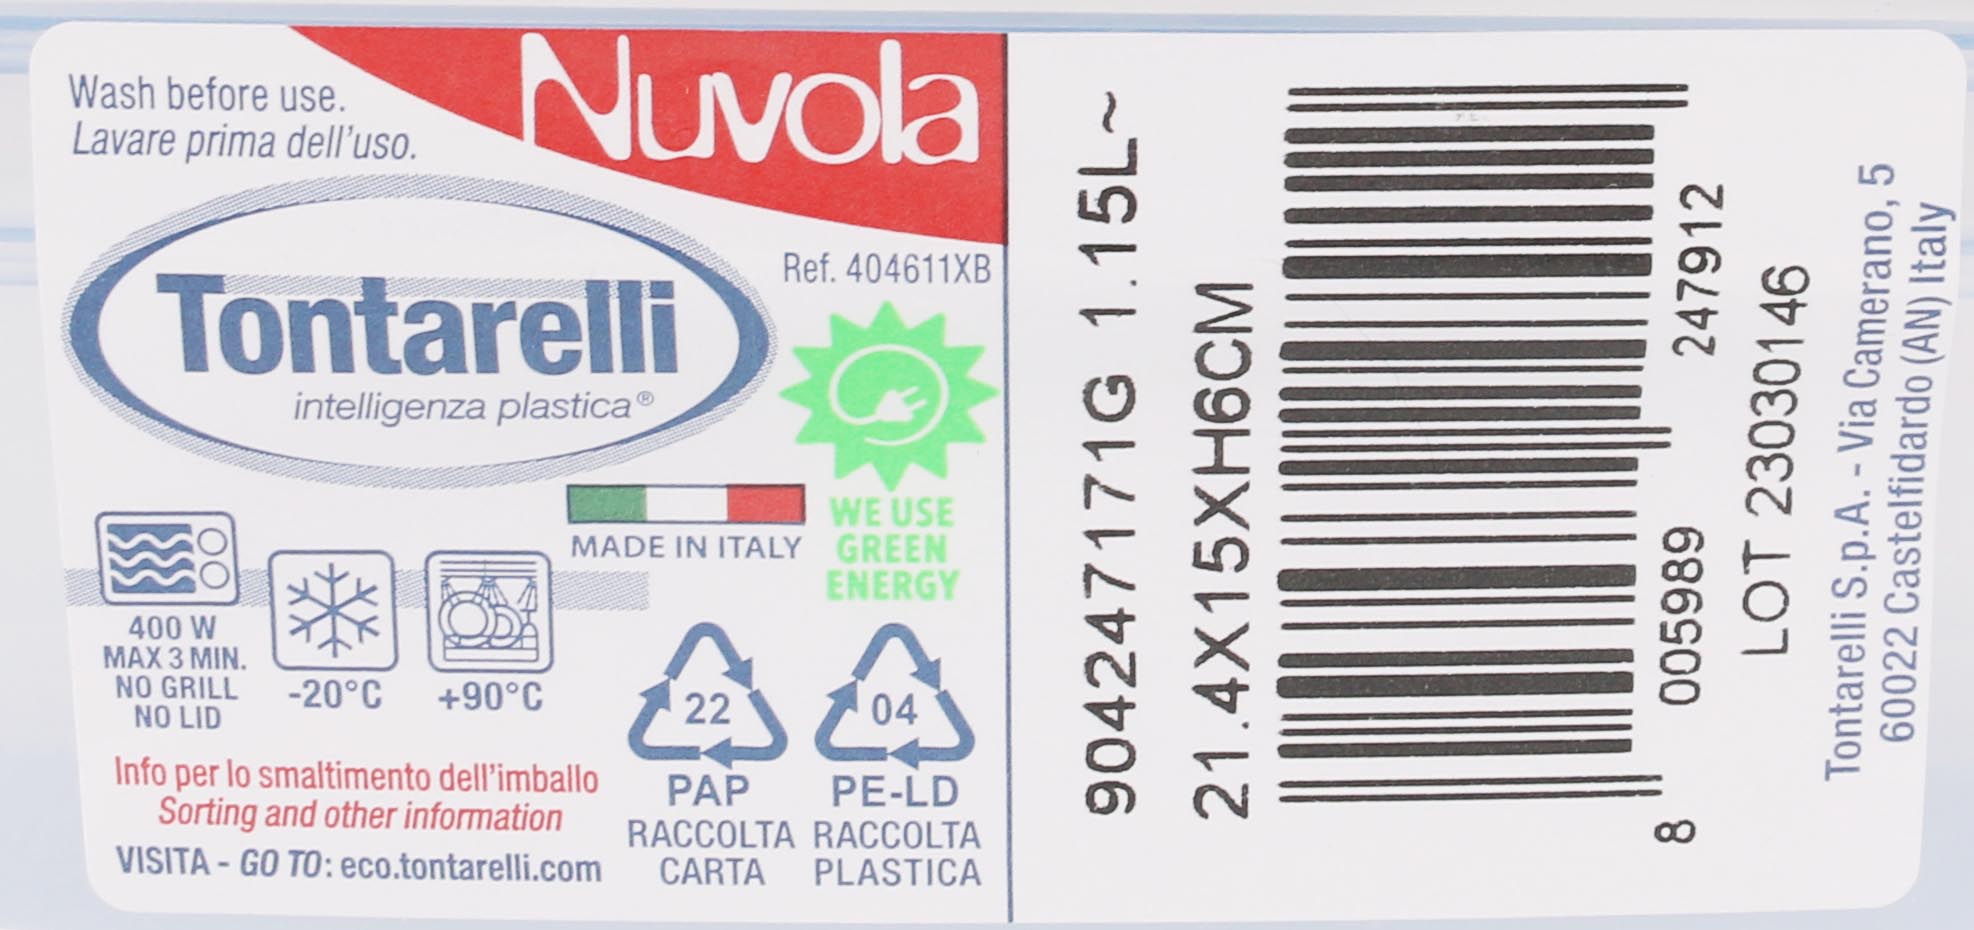 Nuvola
Wash before use.
Lavare prima dell'uso.
Tontarelli
intelligenza plastica®
Ref. 404611XB
WE USE
GREEN
ENERGY
MADE IN ITALY
400 W
MAX 3 MIN.
NO GRILL
NO LID
-20°C
+90°C
22
PAP
RACCOLTA
CARTA
04
PE-LD
RACCOLTA
PLASTICA
Info per lo smaltimento dell'imballo
Sorting and other information
VISITA - GO TO: eco.tontarelli.com
904247171G 1.15L~
21.4X15XH6CM
8 005989 247912
LOT 23030146
Tontarelli S.p.A. - Via Camerano, 5
60022 Castelfidardo (AN) Italy